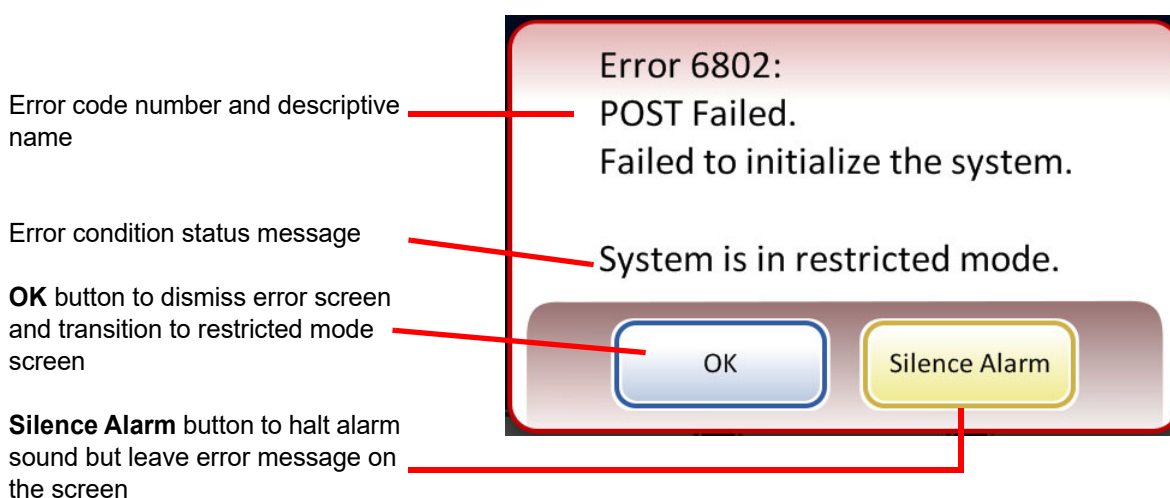 Error code number and descriptive
name
Error condition status message
OK button to dismiss error screen
and transition to restricted mode
screen
Silence Alarm button to halt alarm
sound but leave error message on
the screen
Error 6802:
POST Failed.
Failed to initialize the system.
System is in restricted mode.
OK
Silence Alarm